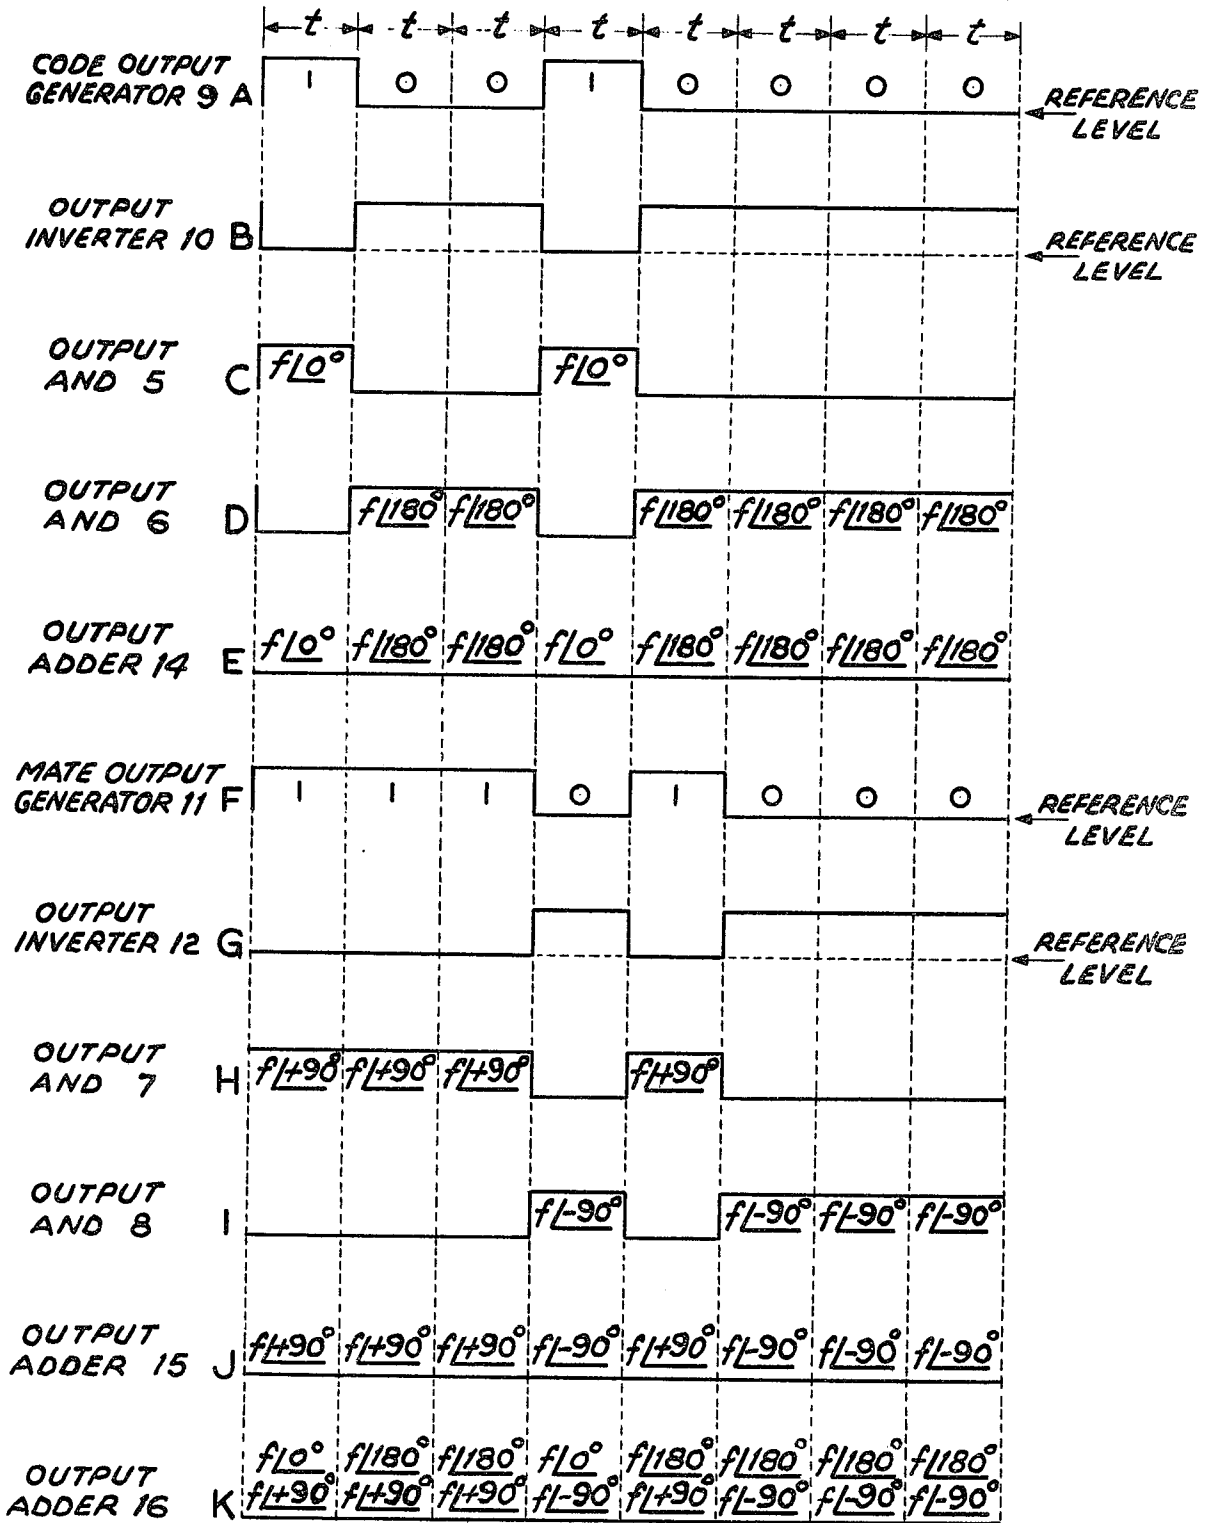 t t t t t t t t
CODE OUTPUT
GENERATOR 9 A 1 0 0 1 0 0 0 0
REFERENCE
LEVEL
OUTPUT
INVERTER 10 B
REFERENCE
LEVEL
OUTPUT
AND 5 C f∠0° f∠0°
OUTPUT
AND 6 D f∠180° f∠180° f∠180° f∠180° f∠180° f∠180°
OUTPUT
ADDER 14 E f∠0° f∠180° f∠180° f∠0° f∠180° f∠180° f∠180° f∠180°
MATE OUTPUT
GENERATOR 11 F 1 1 1 0 1 0 0 0
REFERENCE
LEVEL
OUTPUT
INVERTER 12 G
REFERENCE
LEVEL
OUTPUT
AND 7 H f∠+90° f∠+90° f∠+90° f∠+90°
OUTPUT
AND 8 I f∠-90° f∠-90° f∠-90° f∠-90°
OUTPUT
ADDER 15 J f∠+90° f∠+90° f∠+90° f∠-90° f∠+90° f∠-90° f∠-90° f∠-90°
f∠0° f∠180° f∠180° f∠0° f∠180° f∠180° f∠180° f∠180°
OUTPUT
ADDER 16 K f∠+90° f∠+90° f∠+90° f∠-90° f∠+90° f∠-90° f∠-90° f∠-90°